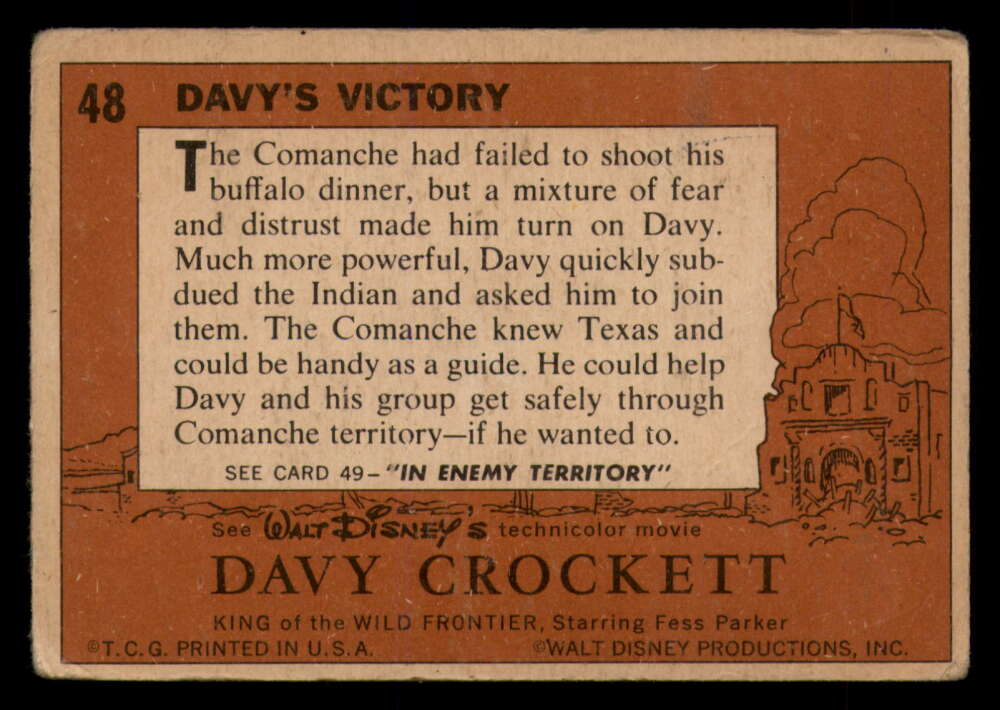 48 DAVY'S VICTORY
The Comanche had failed to shoot his
buffalo dinner, but a mixture of fear
and distrust made him turn on Davy.
Much more powerful, Davy quickly sub-
dued the Indian and asked him to join
them. The Comanche knew Texas and
could be handy as a guide. He could help
Davy and his group get safely through
Comanche territory—if he wanted to.
SEE CARD 49–"IN ENEMY TERRITORY"
See WALT DISNEY'S technicolor movie
DAVY CROCKETT
KING of the WILD FRONTIER, Starring Fess Parker
©T.C.G. PRINTED IN U.S.A. ©WALT DISNEY PRODUCTIONS, INC.